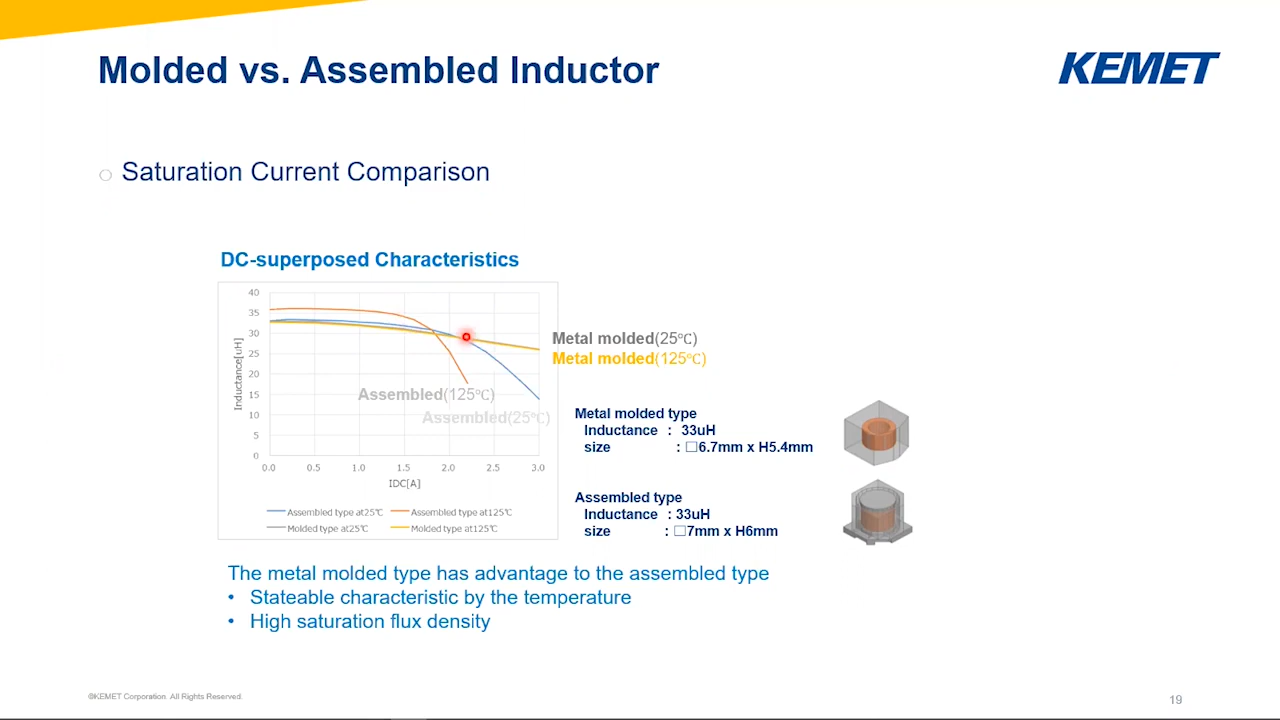 Molded vs. Assembled Inductor
KEMET
Saturation Current Comparison
DC-superposed Characteristics
40
35
30
25
20
15
10
5
0
Inductance[uH]
0.0 0.5 1.0 1.5 2.0 2.5 3.0
IDC[A]
Assembled(125℃)
Assembled(25℃)
Assembled type at25℃ Assembled type at125℃
Molded type at25℃ Molded type at125℃
Metal molded(25℃)
Metal molded(125℃)
Metal molded type
Inductance : 33uH
size : □6.7mm x H5.4mm
Assembled type
Inductance : 33uH
size : □7mm x H6mm
The metal molded type has advantage to the assembled type
• Stateable characteristic by the temperature
• High saturation flux density
©KEMET Corporation. All Rights Reserved.
19